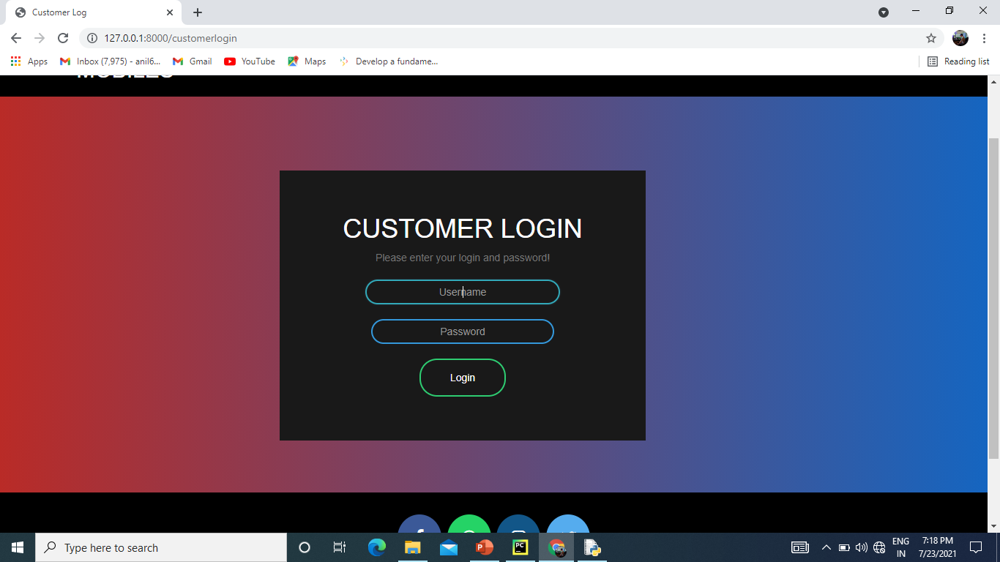 Customer Log
127.0.0.1:8000/customerlogin
Apps
Inbox (7,975) - anil6...
Gmail
YouTube
Maps
Develop a fundame...
Reading list
CUSTOMER LOGIN
Please enter your login and password!
Username
Password
Login
Type here to search
P
PC
ENG
IN
7:18 PM
7/23/2021